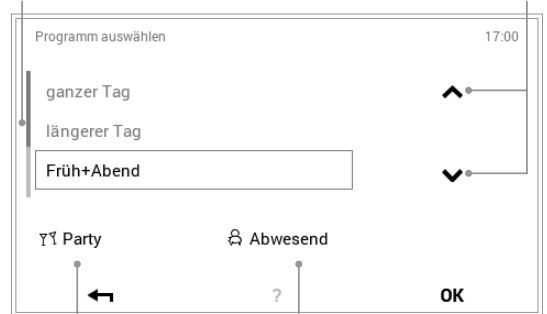 Programm auswählen 17:00
ganzer Tag
längerer Tag
Früh+Abend
Party Abwesend
? OK